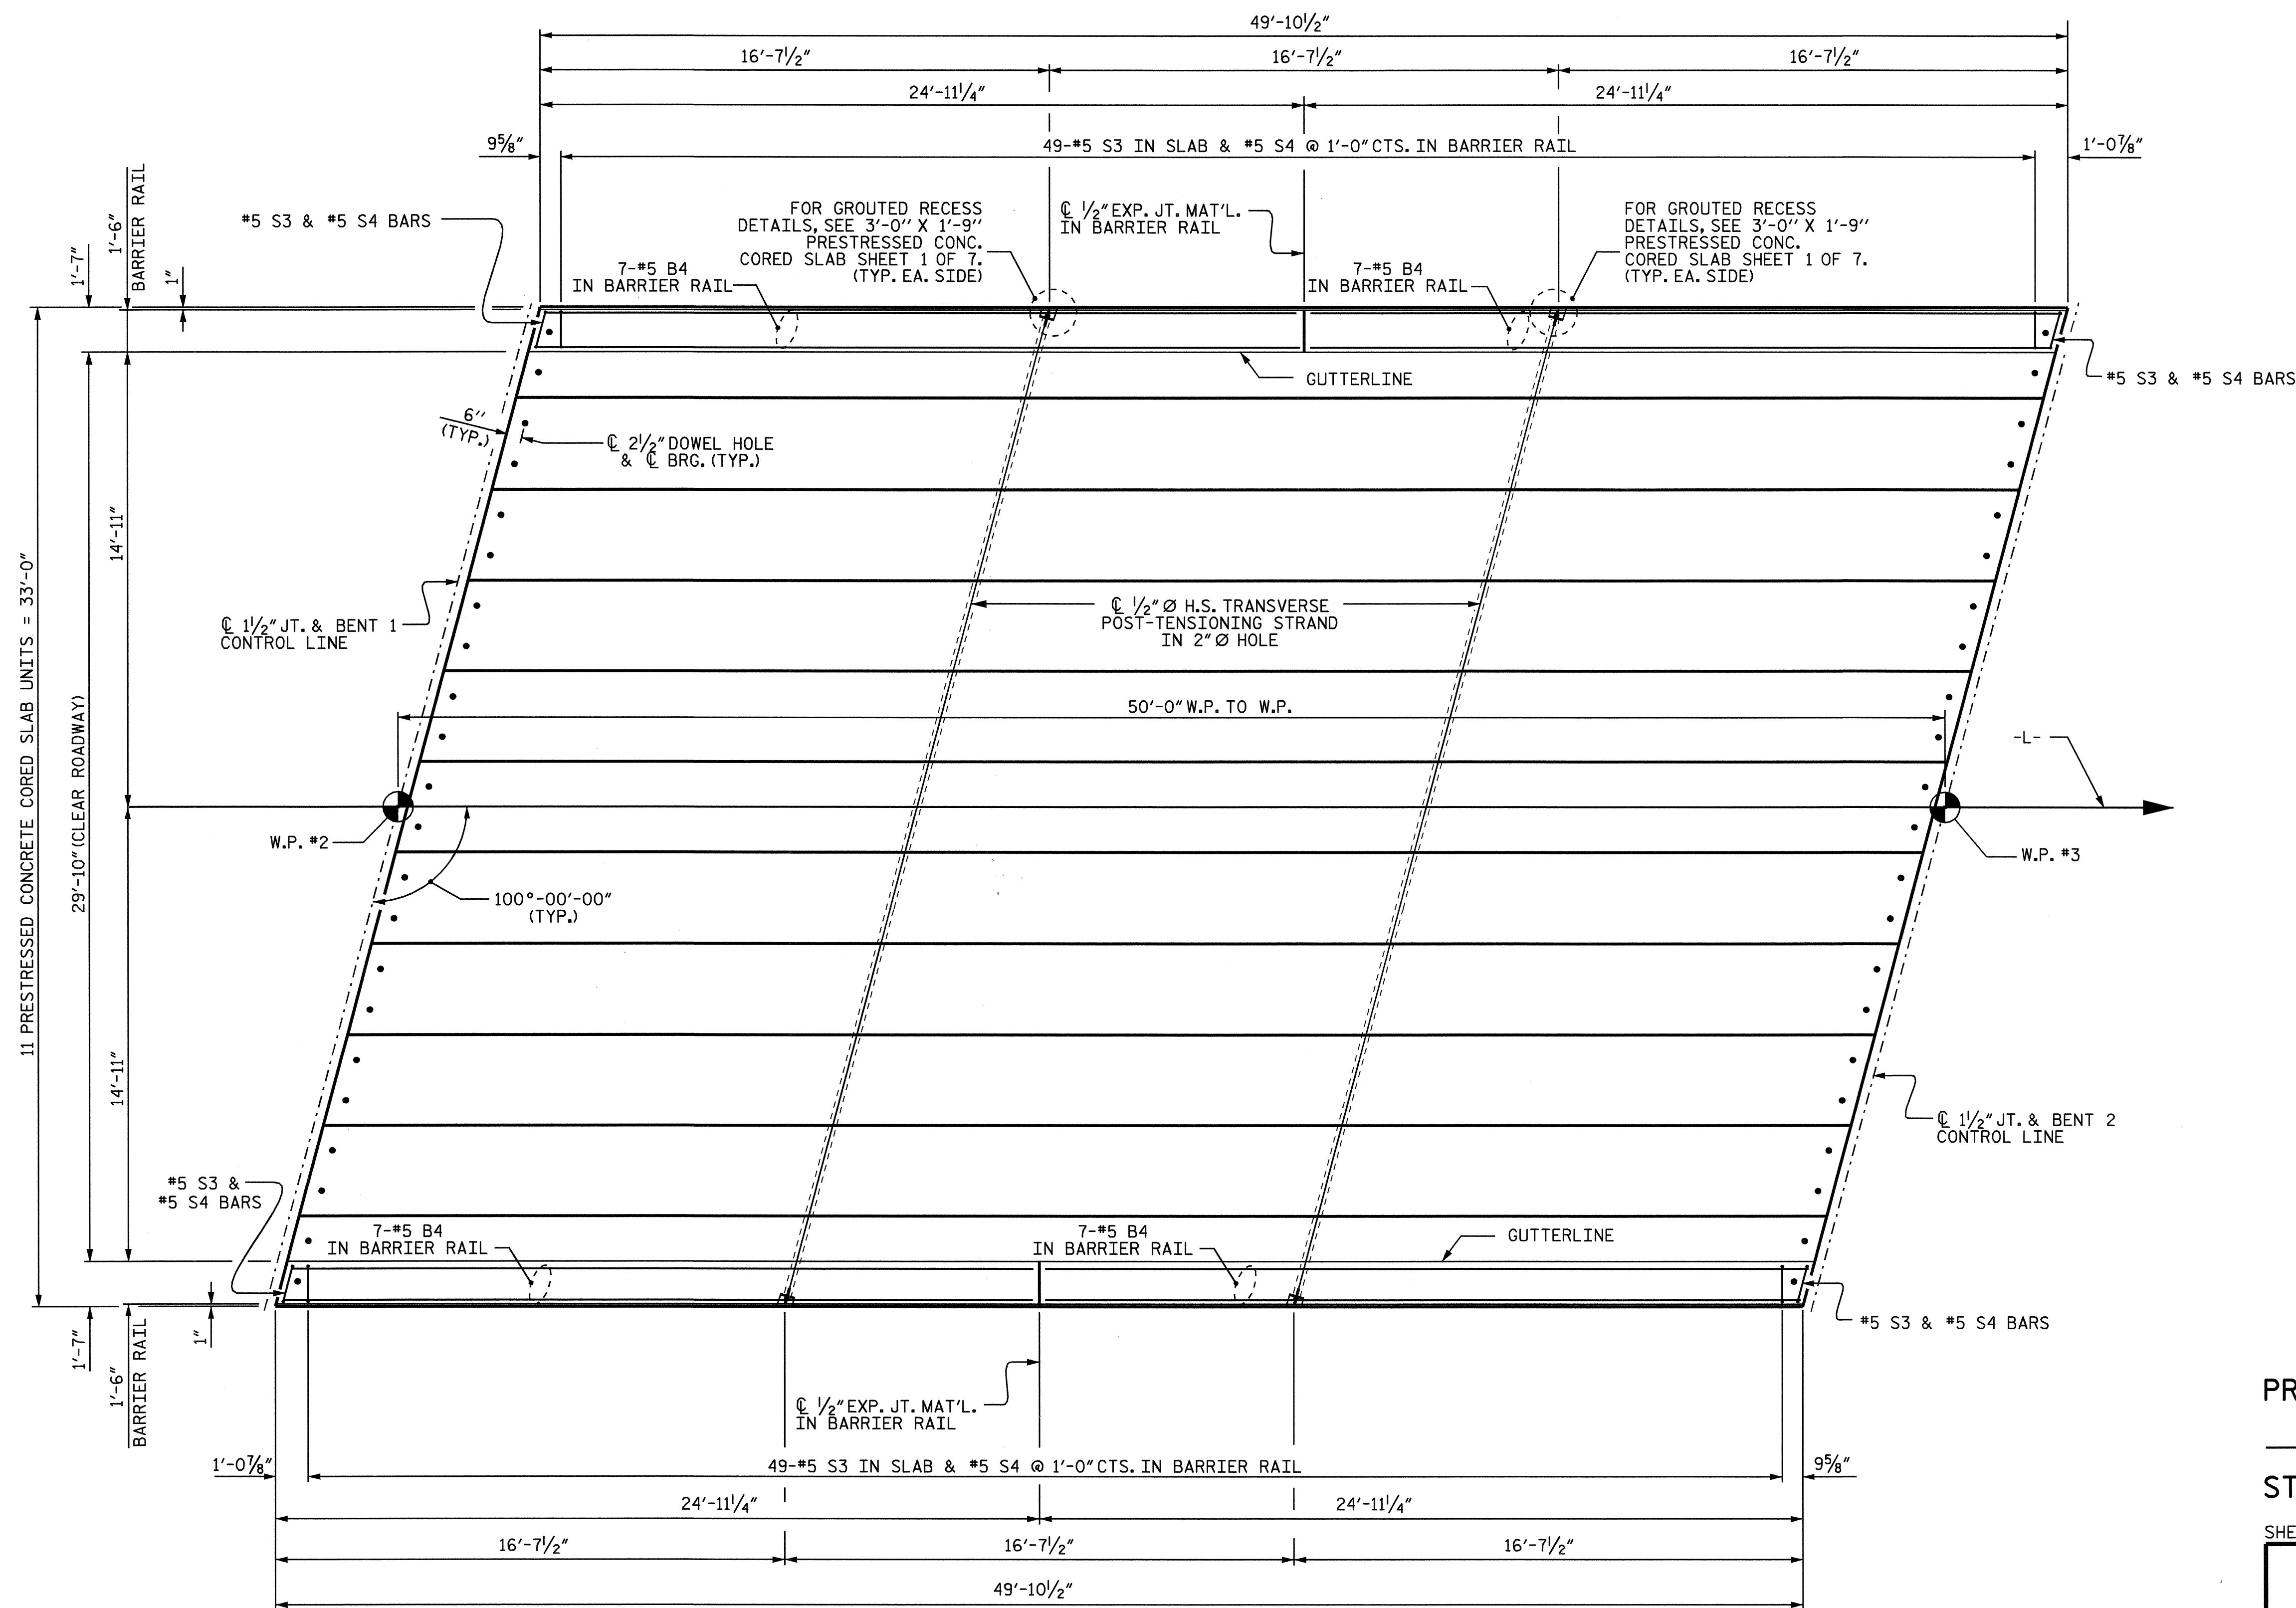 49'-10½"
16'-7½"
16'-7½"
16'-7½"
24'-11¼"
24'-11¼"
9⅝"
49-#5 S3 IN SLAB & #5 S4 @ 1'-0" CTS. IN BARRIER RAIL
1'-0⅞"
1'-7"
1'-6"
BARRIER RAIL
1"
#5 S3 & #5 S4 BARS
7-#5 B4
IN BARRIER RAIL
FOR GROUTED RECESS
DETAILS, SEE 3'-0" X 1'-9"
PRESTRESSED CONC.
CORED SLAB SHEET 1 OF 7.
(TYP. EA. SIDE)
℄ ½" EXP. JT. MAT'L.
IN BARRIER RAIL
7-#5 B4
IN BARRIER RAIL
FOR GROUTED RECESS
DETAILS, SEE 3'-0" X 1'-9"
PRESTRESSED CONC.
CORED SLAB SHEET 1 OF 7.
(TYP. EA. SIDE)
GUTTERLINE
#5 S3 & #5 S4 BARS
6"
(TYP.)
℄ 2½" DOWEL HOLE
& ℄ BRG. (TYP.)
11 PRESTRESSED CONCRETE CORED SLAB UNITS = 33'-0"
29'-10" (CLEAR ROADWAY)
14'-11"
℄ 1½" JT. & BENT 1
CONTROL LINE
℄ ½" Ø H.S. TRANSVERSE
POST-TENSIONING STRAND
IN 2" Ø HOLE
50'-0" W.P. TO W.P.
-L-
W.P. #2
W.P. #3
100°-00'-00"
(TYP.)
14'-11"
℄ 1½" JT. & BENT 2
CONTROL LINE
#5 S3 &
#5 S4 BARS
7-#5 B4
IN BARRIER RAIL
7-#5 B4
IN BARRIER RAIL
GUTTERLINE
#5 S3 & #5 S4 BARS
1'-7"
1'-6"
BARRIER RAIL
1"
℄ ½" EXP. JT. MAT'L.
IN BARRIER RAIL
1'-0⅞"
49-#5 S3 IN SLAB & #5 S4 @ 1'-0" CTS. IN BARRIER RAIL
9⅝"
24'-11¼"
24'-11¼"
16'-7½"
16'-7½"
16'-7½"
49'-10½"
PR
ST
SHE